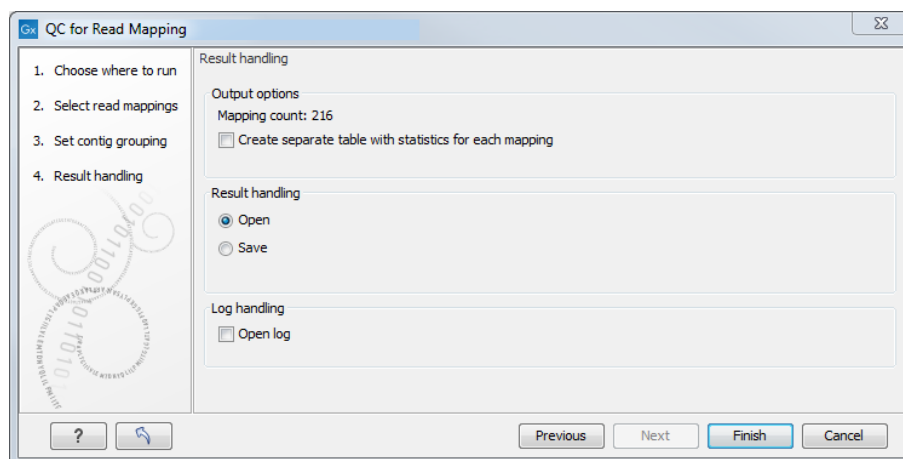 Gx QC for Read Mapping
1. Choose where to run
2. Select read mappings
3. Set contig grouping
4. Result handling
Result handling
Output options
Mapping count: 216
Create separate table with statistics for each mapping
Result handling
Open
Save
Log handling
Open log
? Previous Next Finish Cancel